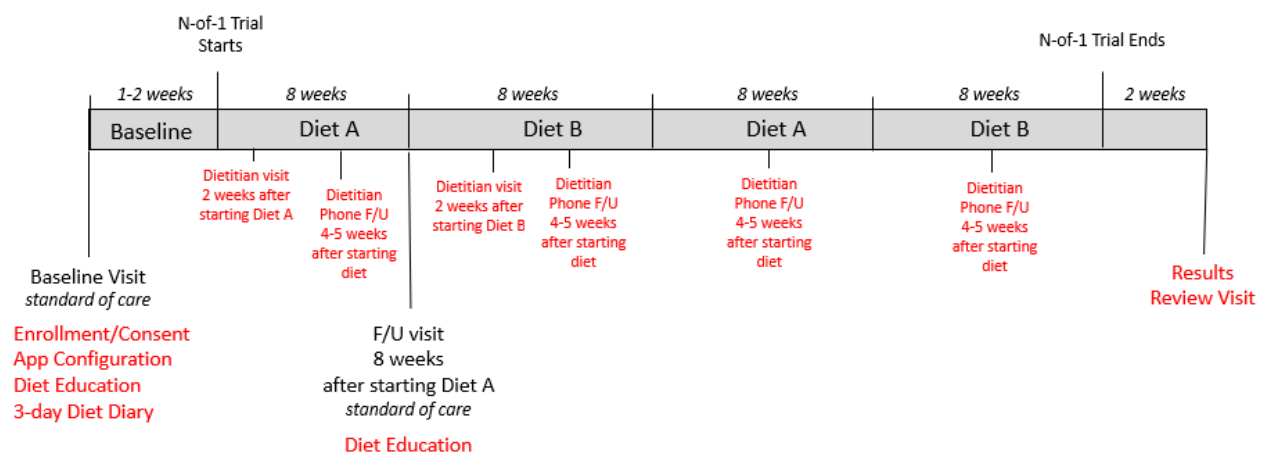 N-of-1 Trial
Starts
N-of-1 Trial Ends
1-2 weeks
8 weeks
8 weeks
8 weeks
8 weeks
2 weeks
Baseline
Diet A
Diet B
Diet A
Diet B
Dietitian visit
2 weeks after
starting Diet A
Dietitian
Phone F/U
4-5 weeks
after starting
diet
Dietitian visit
2 weeks after
starting Diet B
Dietitian
Phone F/U
4-5 weeks
after starting
diet
Dietitian
Phone F/U
4-5 weeks
after starting
diet
Dietitian
Phone F/U
4-5 weeks
after starting
diet
Baseline Visit
standard of care
Enrollment/Consent
App Configuration
Diet Education
3-day Diet Diary
F/U visit
8 weeks
after starting Diet A
standard of care
Diet Education
Results
Review Visit